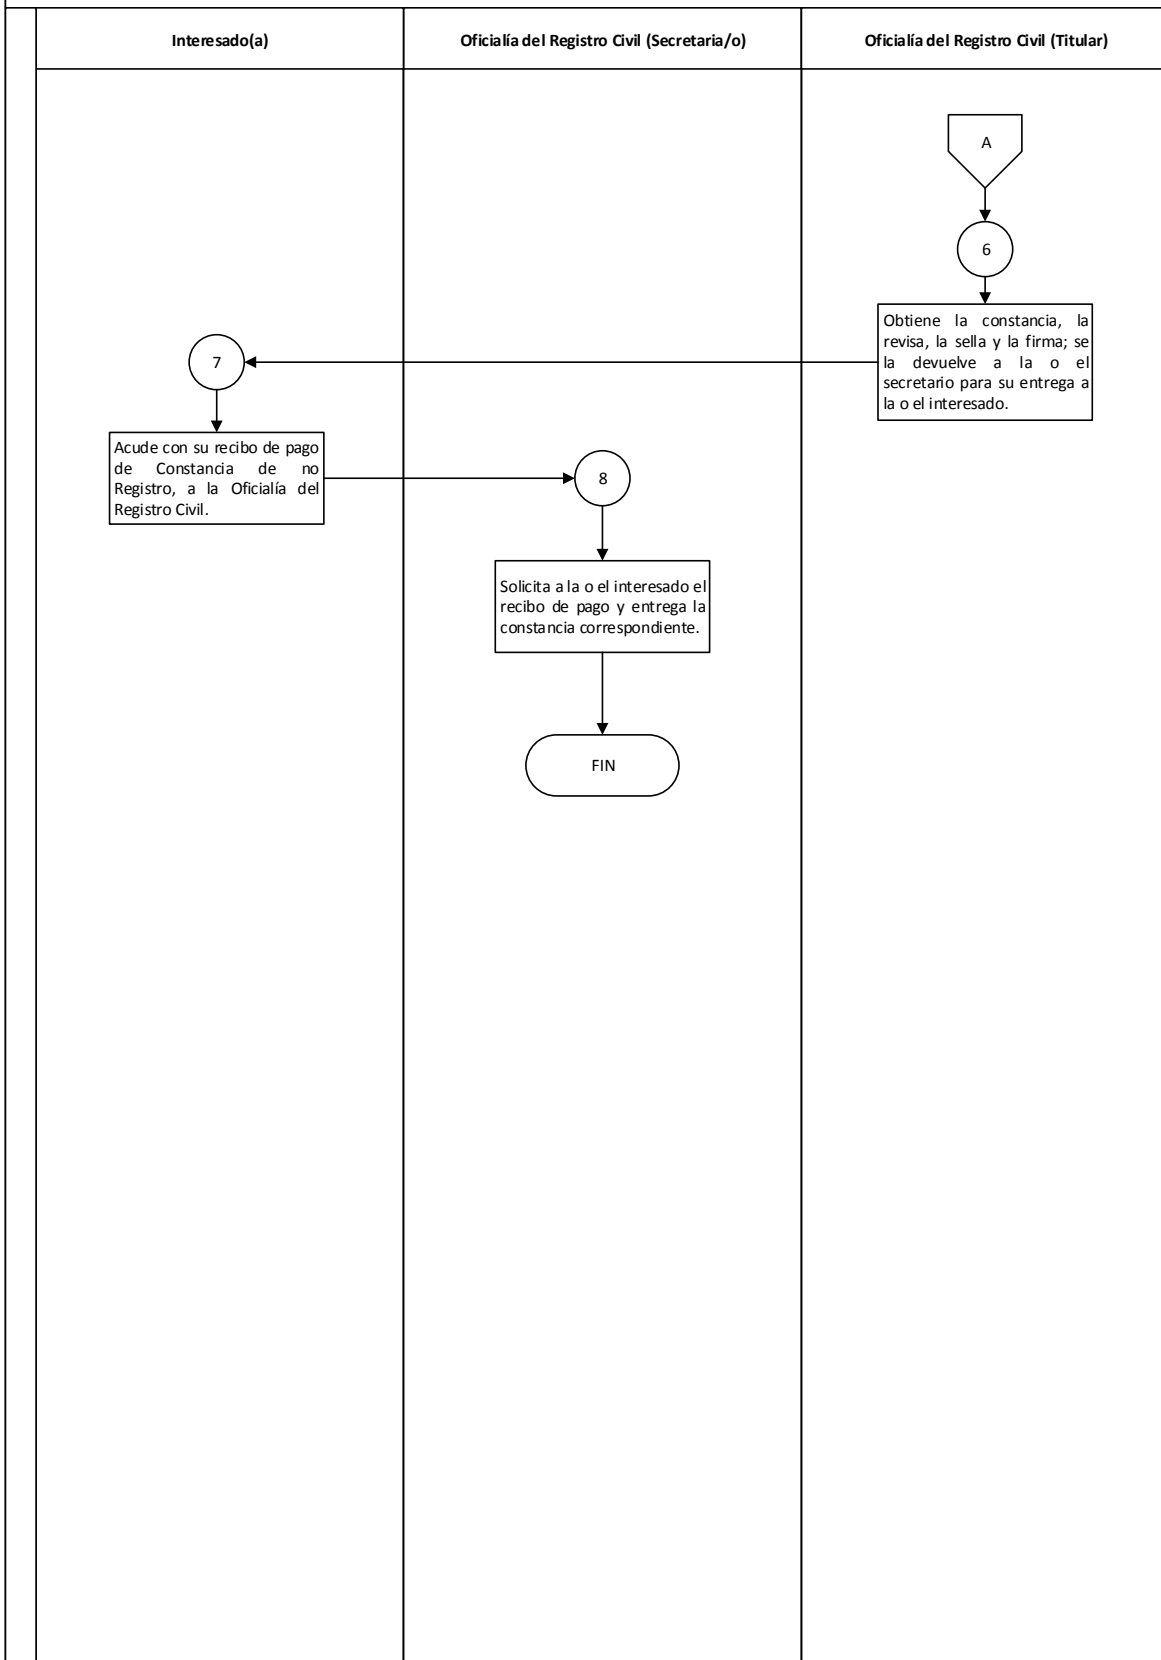 Interesado(a)
Oficialía del Registro Civil (Secretaria/o)
Oficialía del Registro Civil (Titular)
A
6
Obtiene la constancia, la
revisa, la sella y la firma; se
la devuelve a la o el
secretario para su entrega a
la o el interesado.
7
Acude con su recibo de pago
de Constancia de no
Registro, a la Oficialía del
Registro Civil.
8
Solicita a la o el interesado el
recibo de pago y entrega la
constancia correspondiente.
FIN